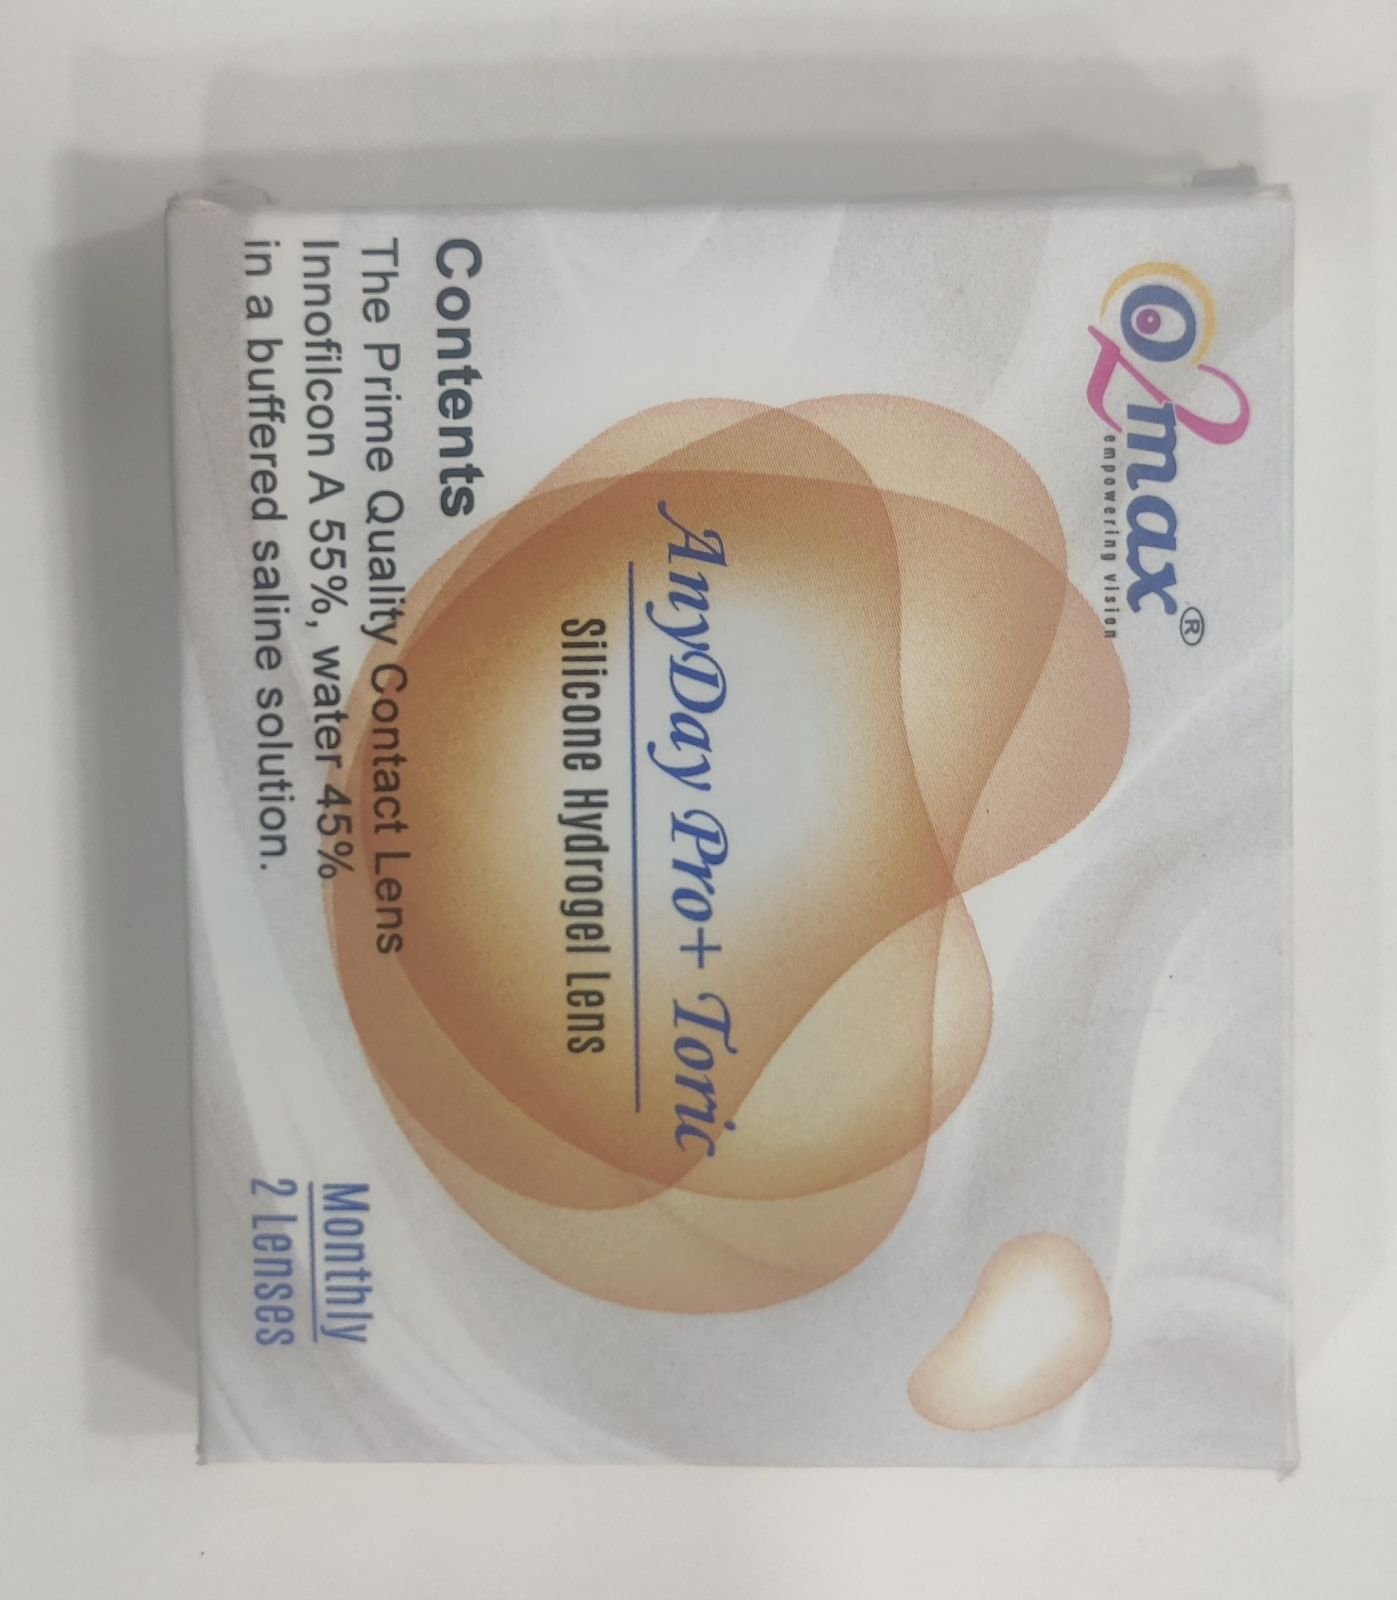 O2max®
empowering vision
AnyDay Pro+ Toric
Silicone Hydrogel Lens
Contents
The Prime Quality Contact Lens
Innofilcon A 55%, water 45%
in a buffered saline solution.
Monthly
2 Lenses